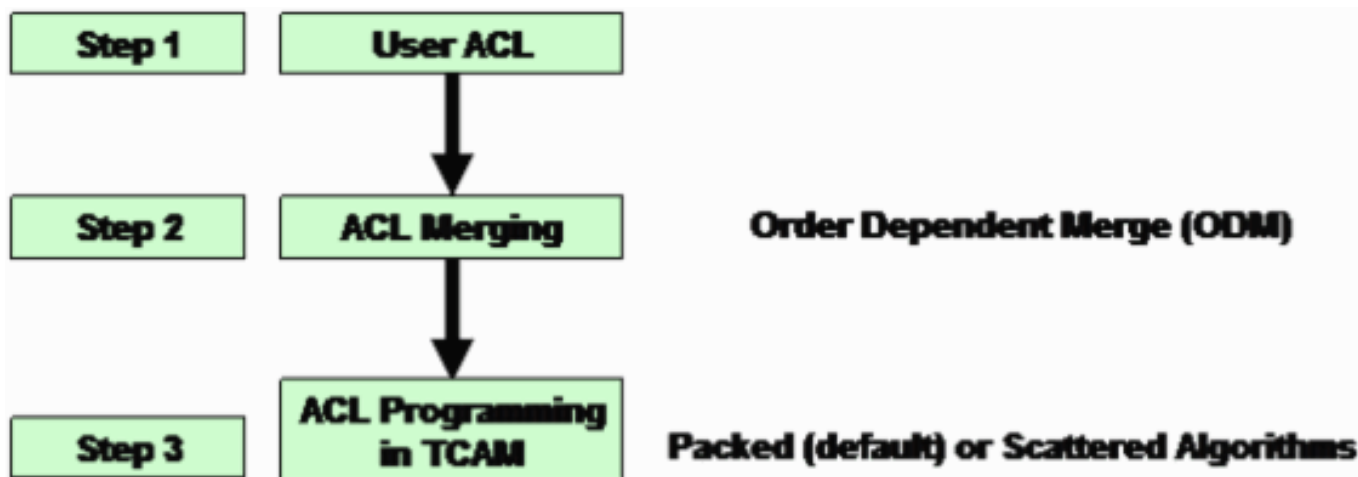 Step 1 User ACL
Step 2 ACL Merging Order Dependent Merge (ODM)
ACL Programming
Step 3 in TCAM Packed (default) or Scattered Algorithms